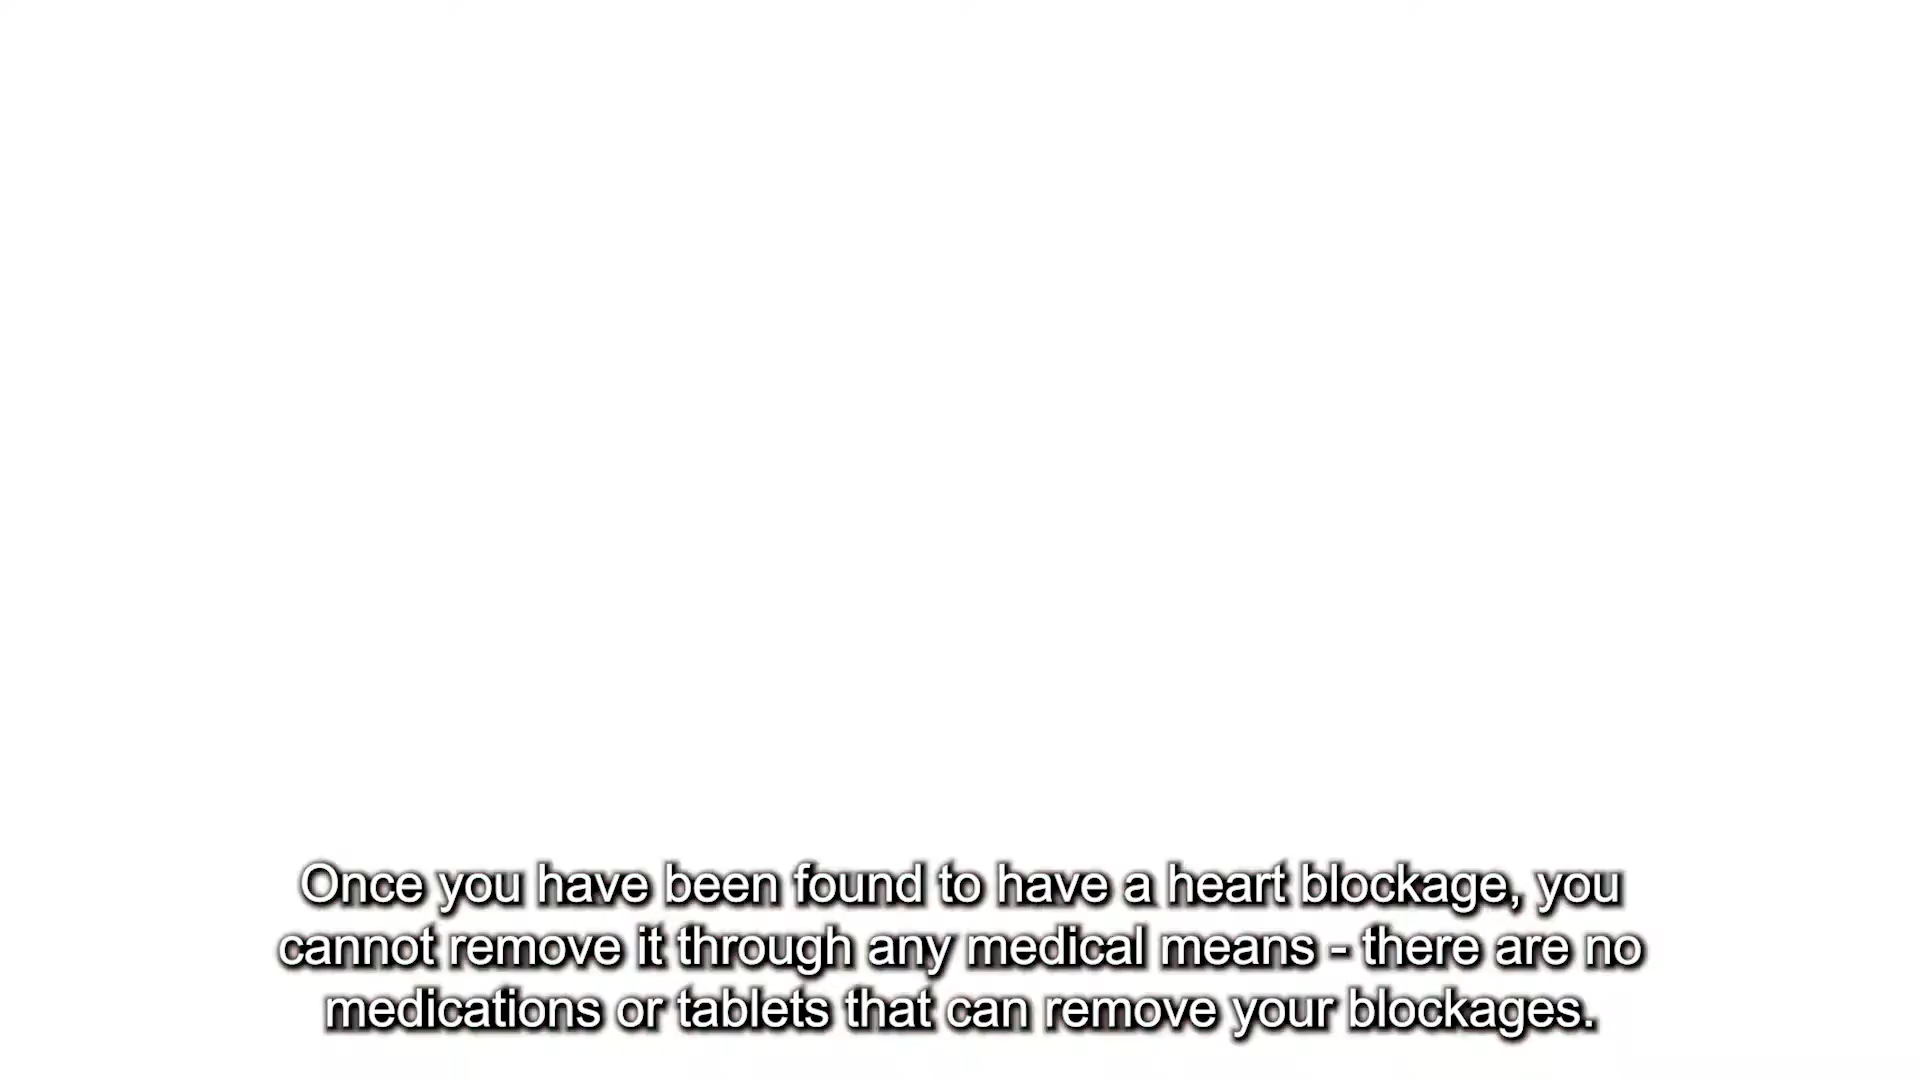 Once you have been found to have a heart blockage, you
cannot remove it through any medical means - there are no
medications or tablets that can remove your blockages.